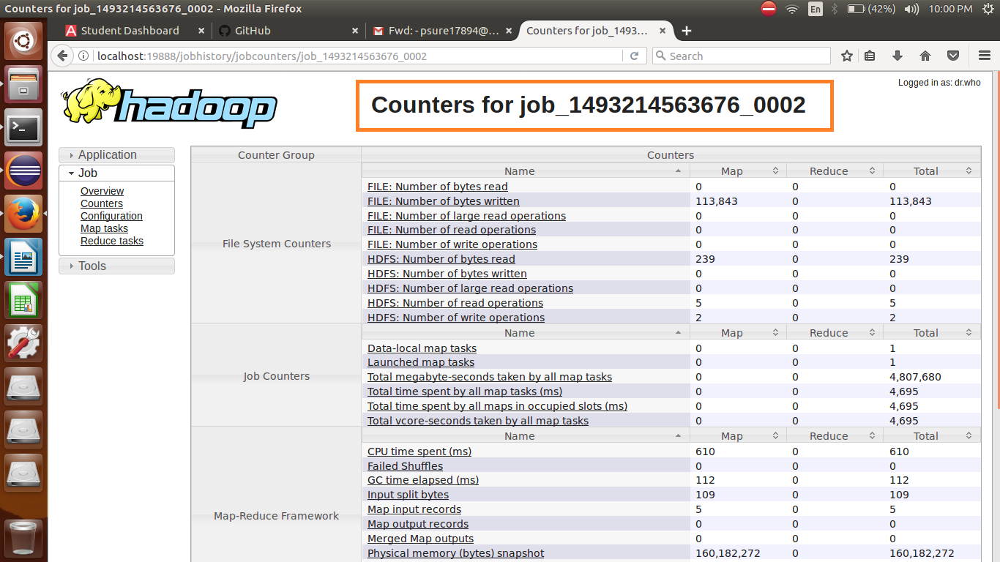 Counters for job_1493214563676_0002 - Mozilla Firefox
En (42%) 10:00 PM
Student Dashboard GitHub Fwd: - psure17894@... Counters for job_1493...
localhost:19888/jobhistory/jobcounters/job_1493214563676_0002 Search
Logged in as: dr.who
hadoop
Counters for job_1493214563676_0002
Application
Job
Overview
Counters
Configuration
Map tasks
Reduce tasks
Tools
Counter Group Counters
File System Counters
Name Map Reduce Total
FILE: Number of bytes read 0 0 0
FILE: Number of bytes written 113,843 0 113,843
FILE: Number of large read operations 0 0 0
FILE: Number of read operations 0 0 0
FILE: Number of write operations 0 0 0
HDFS: Number of bytes read 239 0 239
HDFS: Number of bytes written 0 0 0
HDFS: Number of large read operations 0 0 0
HDFS: Number of read operations 5 0 5
HDFS: Number of write operations 2 0 2
Job Counters
Name Map Reduce Total
Data-local map tasks 0 0 1
Launched map tasks 0 0 1
Total megabyte-seconds taken by all map tasks 0 0 4,807,680
Total time spent by all map tasks (ms) 0 0 4,695
Total time spent by all maps in occupied slots (ms) 0 0 4,695
Total vcore-seconds taken by all map tasks 0 0 4,695
Map-Reduce Framework
Name Map Reduce Total
CPU time spent (ms) 610 0 610
Failed Shuffles 0 0 0
GC time elapsed (ms) 112 0 112
Input split bytes 109 0 109
Map input records 5 0 5
Map output records 0 0 0
Merged Map outputs 0 0 0
Physical memory (bytes) snapshot 160,182,272 0 160,182,272